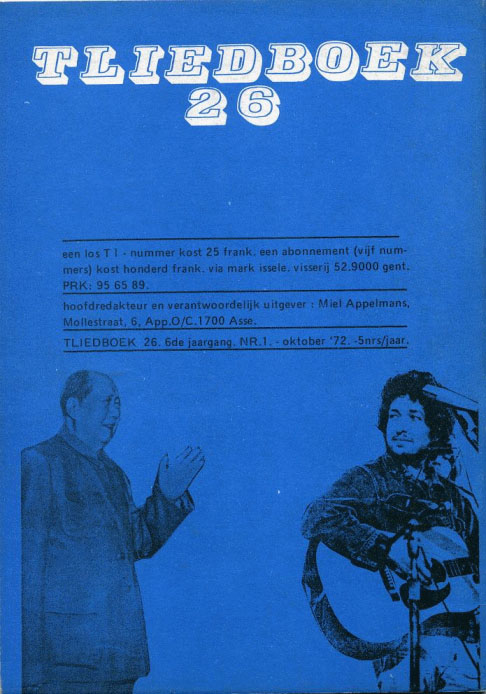 TLIEDBOEK
26
een los T l - nummer kost 25 frank. een abonnement (vijf num-
mers) kost honderd frank. via mark issele. visserij 52.9000 gent.
PRK: 95 65 89.
hoofdredakteur en verantwoordelijk uitgever : Miel Appelmans,
Mollestraat, 6, App.O/C.1700 Asse.
TLIEDBOEK 26. 6de jaargang. NR.1. - oktober '72. -5nrs/jaar.